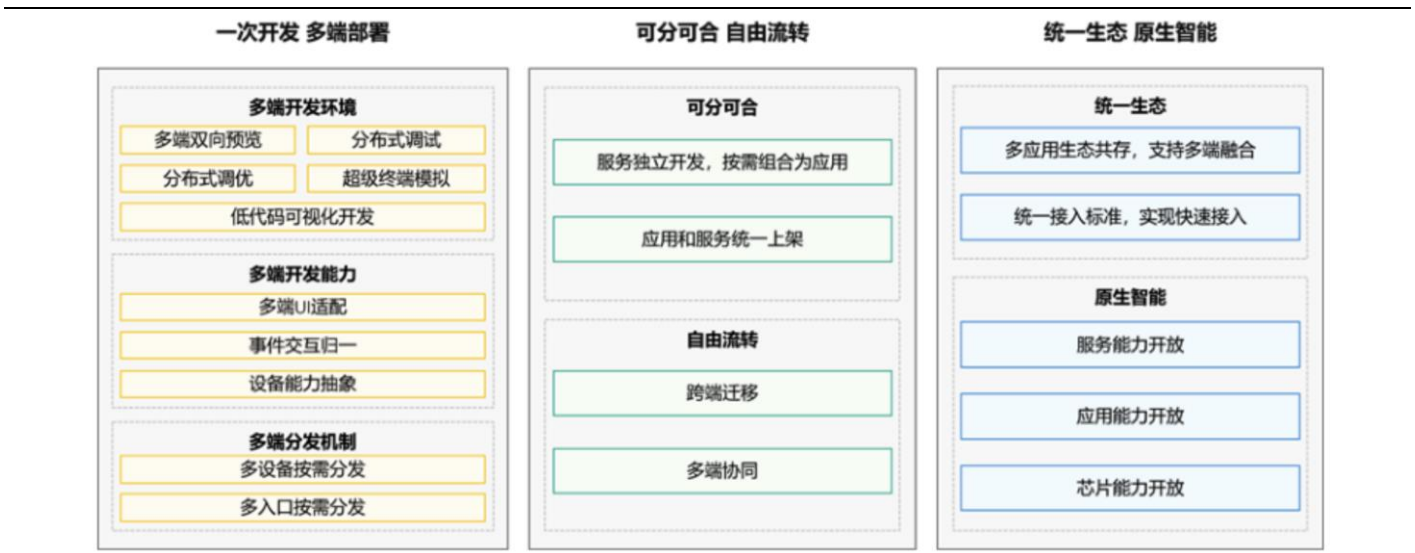 一次开发 多端部署
多端开发环境
多端双向预览
分布式调试
分布式调优
超级终端模拟
低代码可视化开发
多端开发能力
多端UI适配
事件交互归一
设备能力抽象
多端分发机制
多设备按需分发
多入口按需分发
可分可合 自由流转
可分可合
服务独立开发，按需组合为应用
应用和服务统一上架
自由流转
跨端迁移
多端协同
统一生态 原生智能
统一生态
多应用生态共存，支持多端融合
统一接入标准，实现快速接入
原生智能
服务能力开放
应用能力开放
芯片能力开放